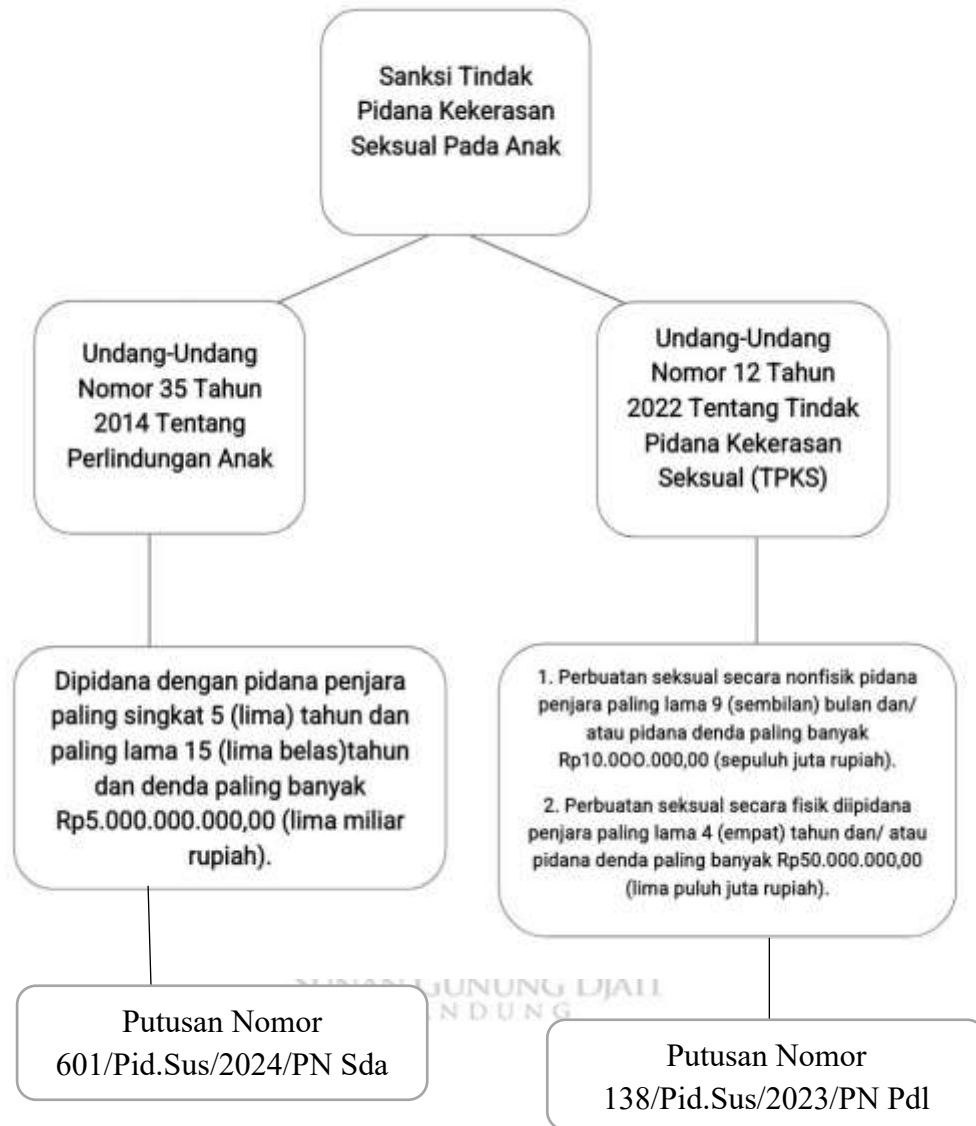 Sanksi Tindak
Pidana Kekerasan
Seksual Pada Anak
Undang-Undang
Nomor 35 Tahun
2014 Tentang
Perlindungan Anak
Undang-Undang
Nomor 12 Tahun
2022 Tentang Tindak
Pidana Kekerasan
Seksual (TPKS)
Dipidana dengan pidana penjara
paling singkat 5 (lima) tahun dan
paling lama 15 (lima belas)tahun
dan denda paling banyak
Rp5.000.000.000,00 (lima miliar
rupiah).
1. Perbuatan seksual secara nonfisik pidana
penjara paling lama 9 (sembilan) bulan dan/
atau pidana denda paling banyak
Rp10.0OO.000,00 (sepuluh juta rupiah).
2. Perbuatan seksual secara fisik diipidana
penjara paling lama 4 (empat) tahun dan/ atau
pidana denda paling banyak Rp50.000.000,00
(lima puluh juta rupiah).
SUNAN GUNUNG DJATI
NDUNG
Putusan Nomor
601/Pid.Sus/2024/PN Sda
Putusan Nomor
138/Pid.Sus/2023/PN Pdl